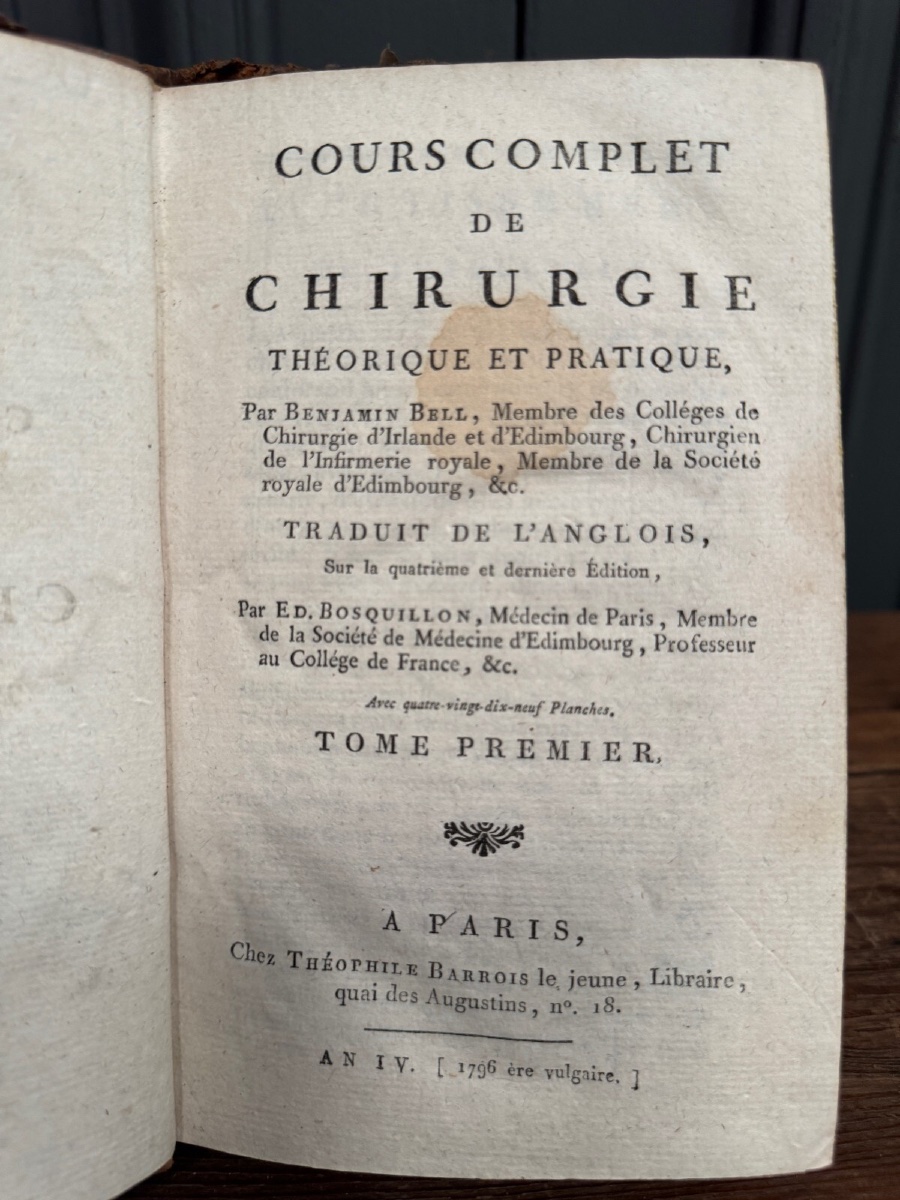 COURS COMPLET
DE
CHIRURGIE
THÉORIQUE ET PRATIQUE,
Par BENJAMIN BELL, Membre des Colléges de
Chirurgie d'Irlande et d'Edimbourg, Chirurgien
de l'Infirmerie royale, Membre de la Société
royale d'Edimbourg, &c.
TRADUIT DE L'ANGLOIS,
Sur la quatrième et dernière Édition,
Par ED. BOSQUILLON, Médecin de Paris, Membre
de la Société de Médecine d'Edimbourg, Professeur
au Collége de France, &c.
Avec quatre-vingt-dix-neuf Planches.
TOME PREMIER.
A PARIS,
Chez THÉOPHILE BARROIS le jeune, Libraire,
quai des Augustins, nº. 18.
AN IV. [ 1796 ère vulgaire. ]